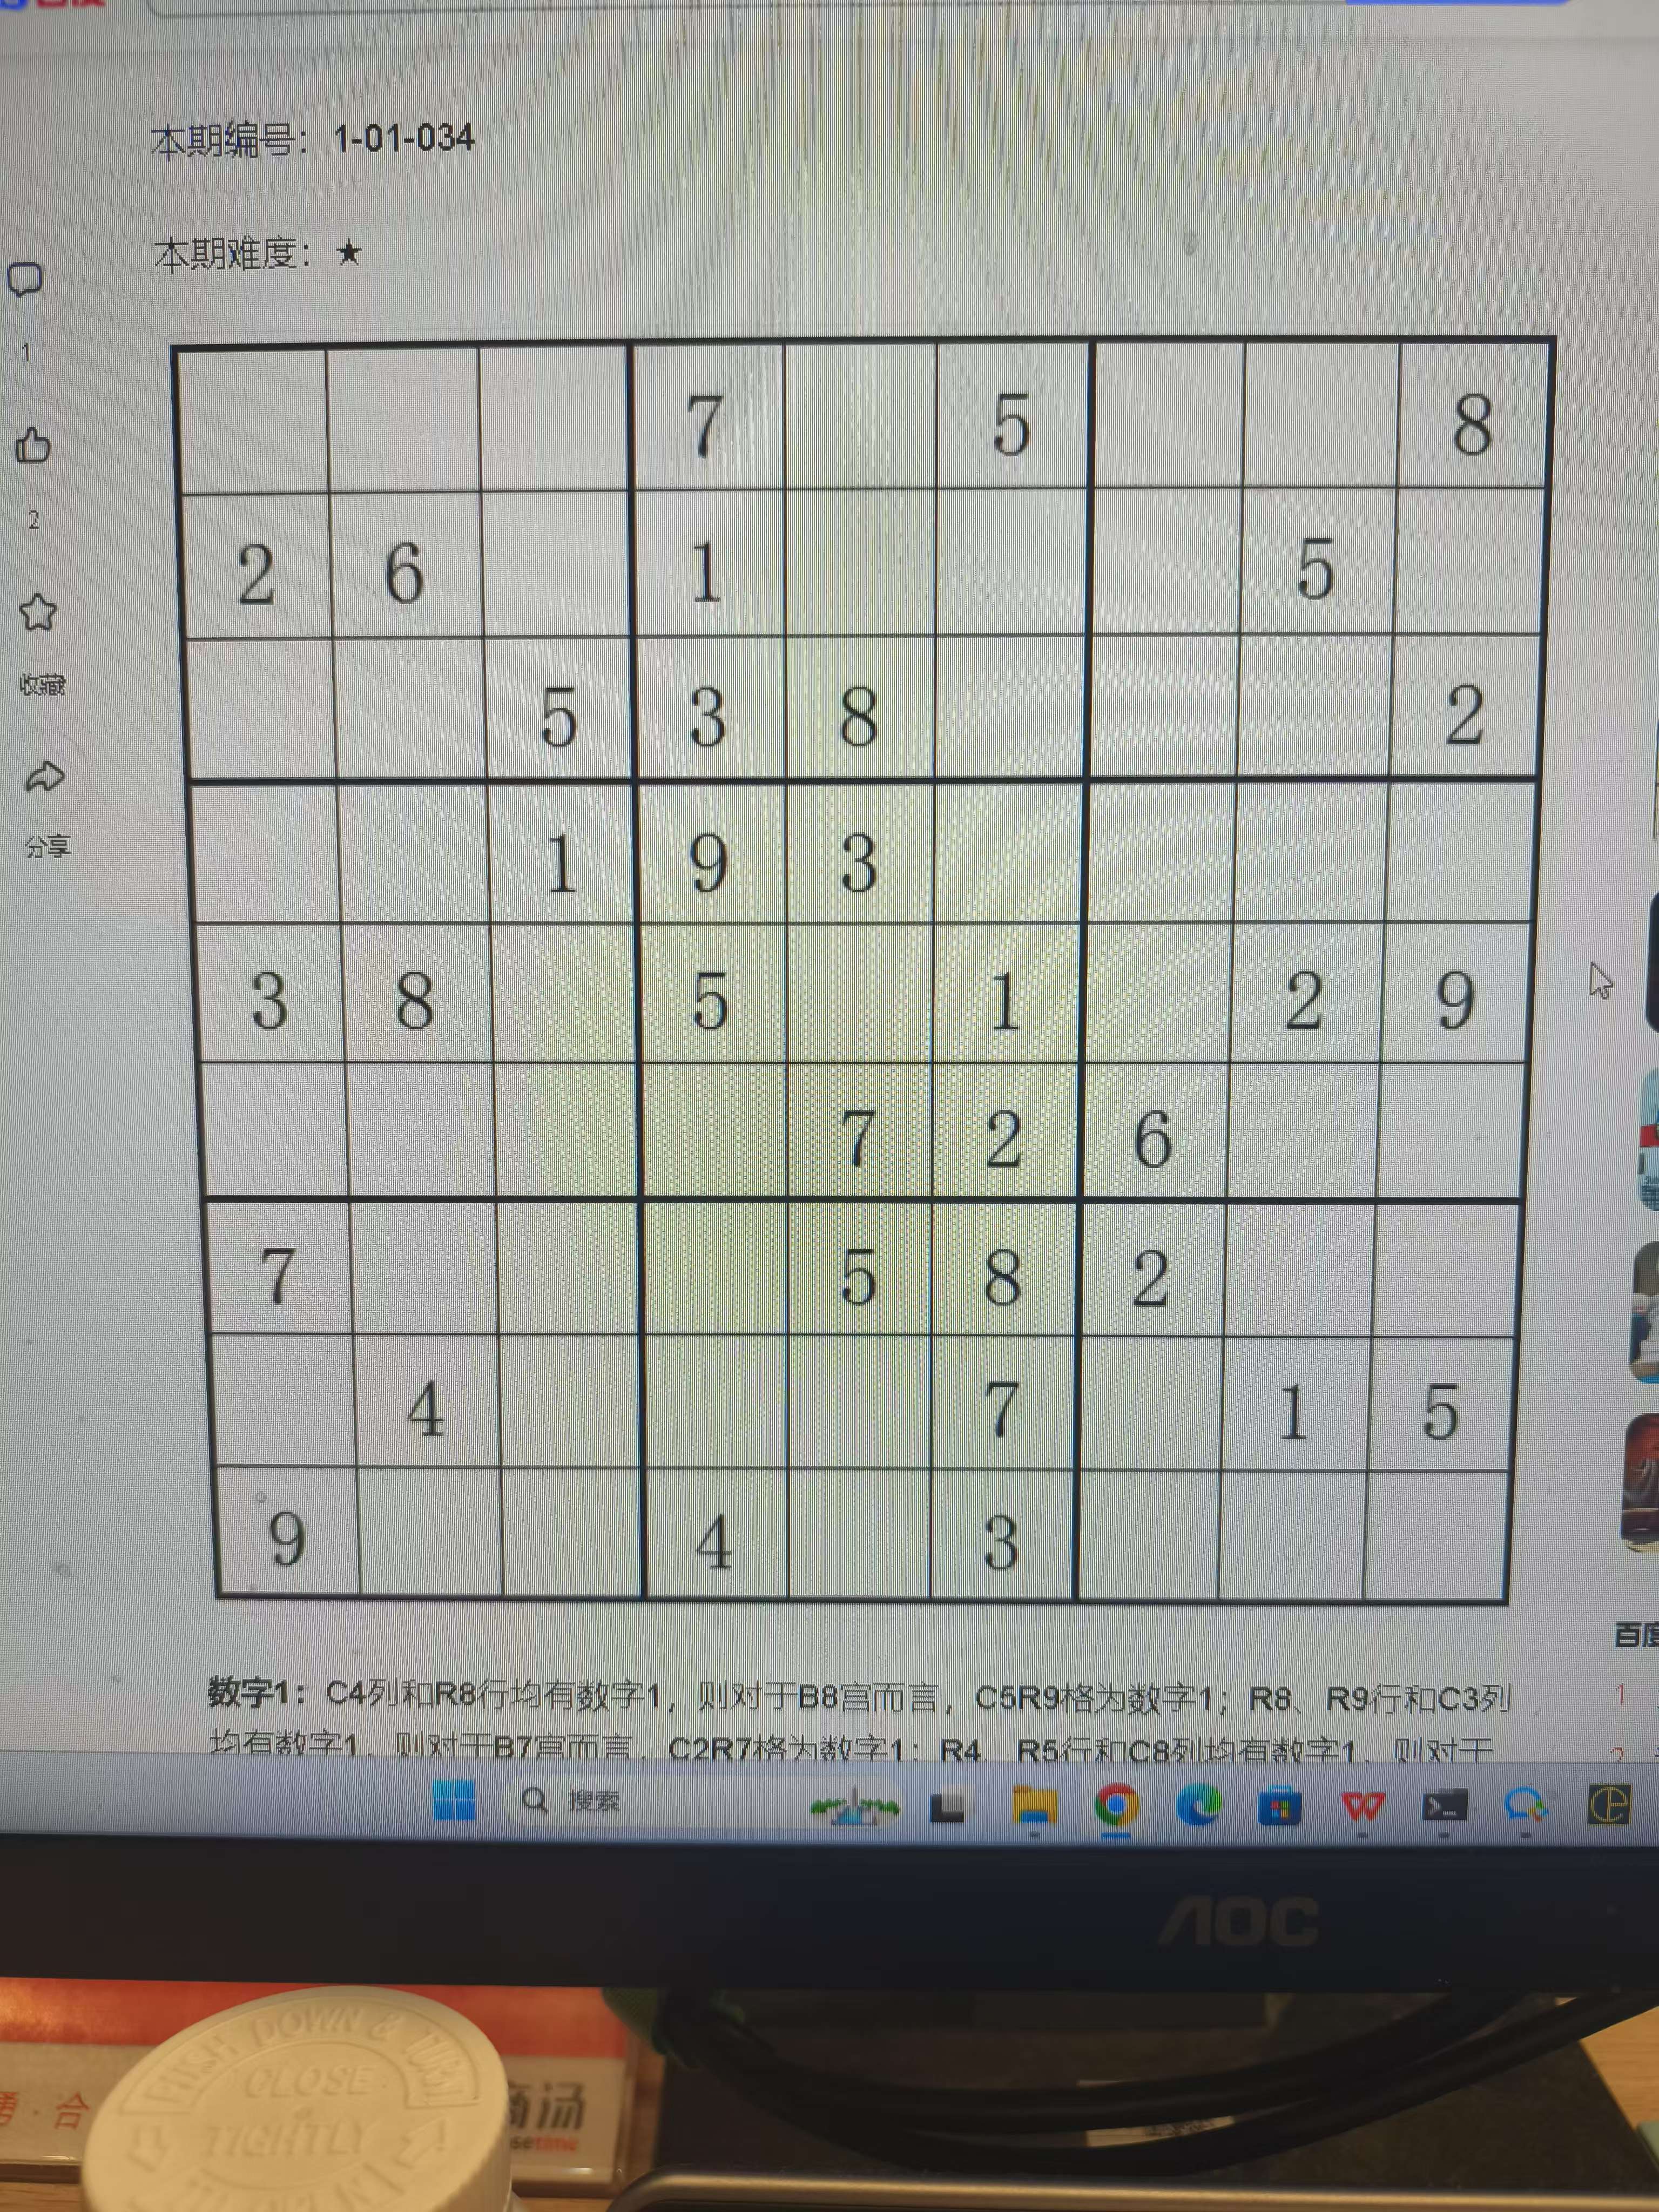 本期编号：1-01-034
本期难度：★
1
2
收藏
分享
7 5 8
2 6 1 5
5 3 8 2
1 9 3
3 8 5 1 2 9
7 2 6
7 5 8 2
4 7 1 5
9 4 3
数字1：C4列和R8行均有数字1，则对于B8宫而言，C5R9格为数字1；R8、R9行和C3列
均有数字1，则对于B7宫而言，C2R7格为数字1；R4、R5行和C8列均有数字1，则对于
百度
1
搜索
AOC
PUSH DOWN & TURN
CLOSE
TIGHTLY
合
商汤
setime